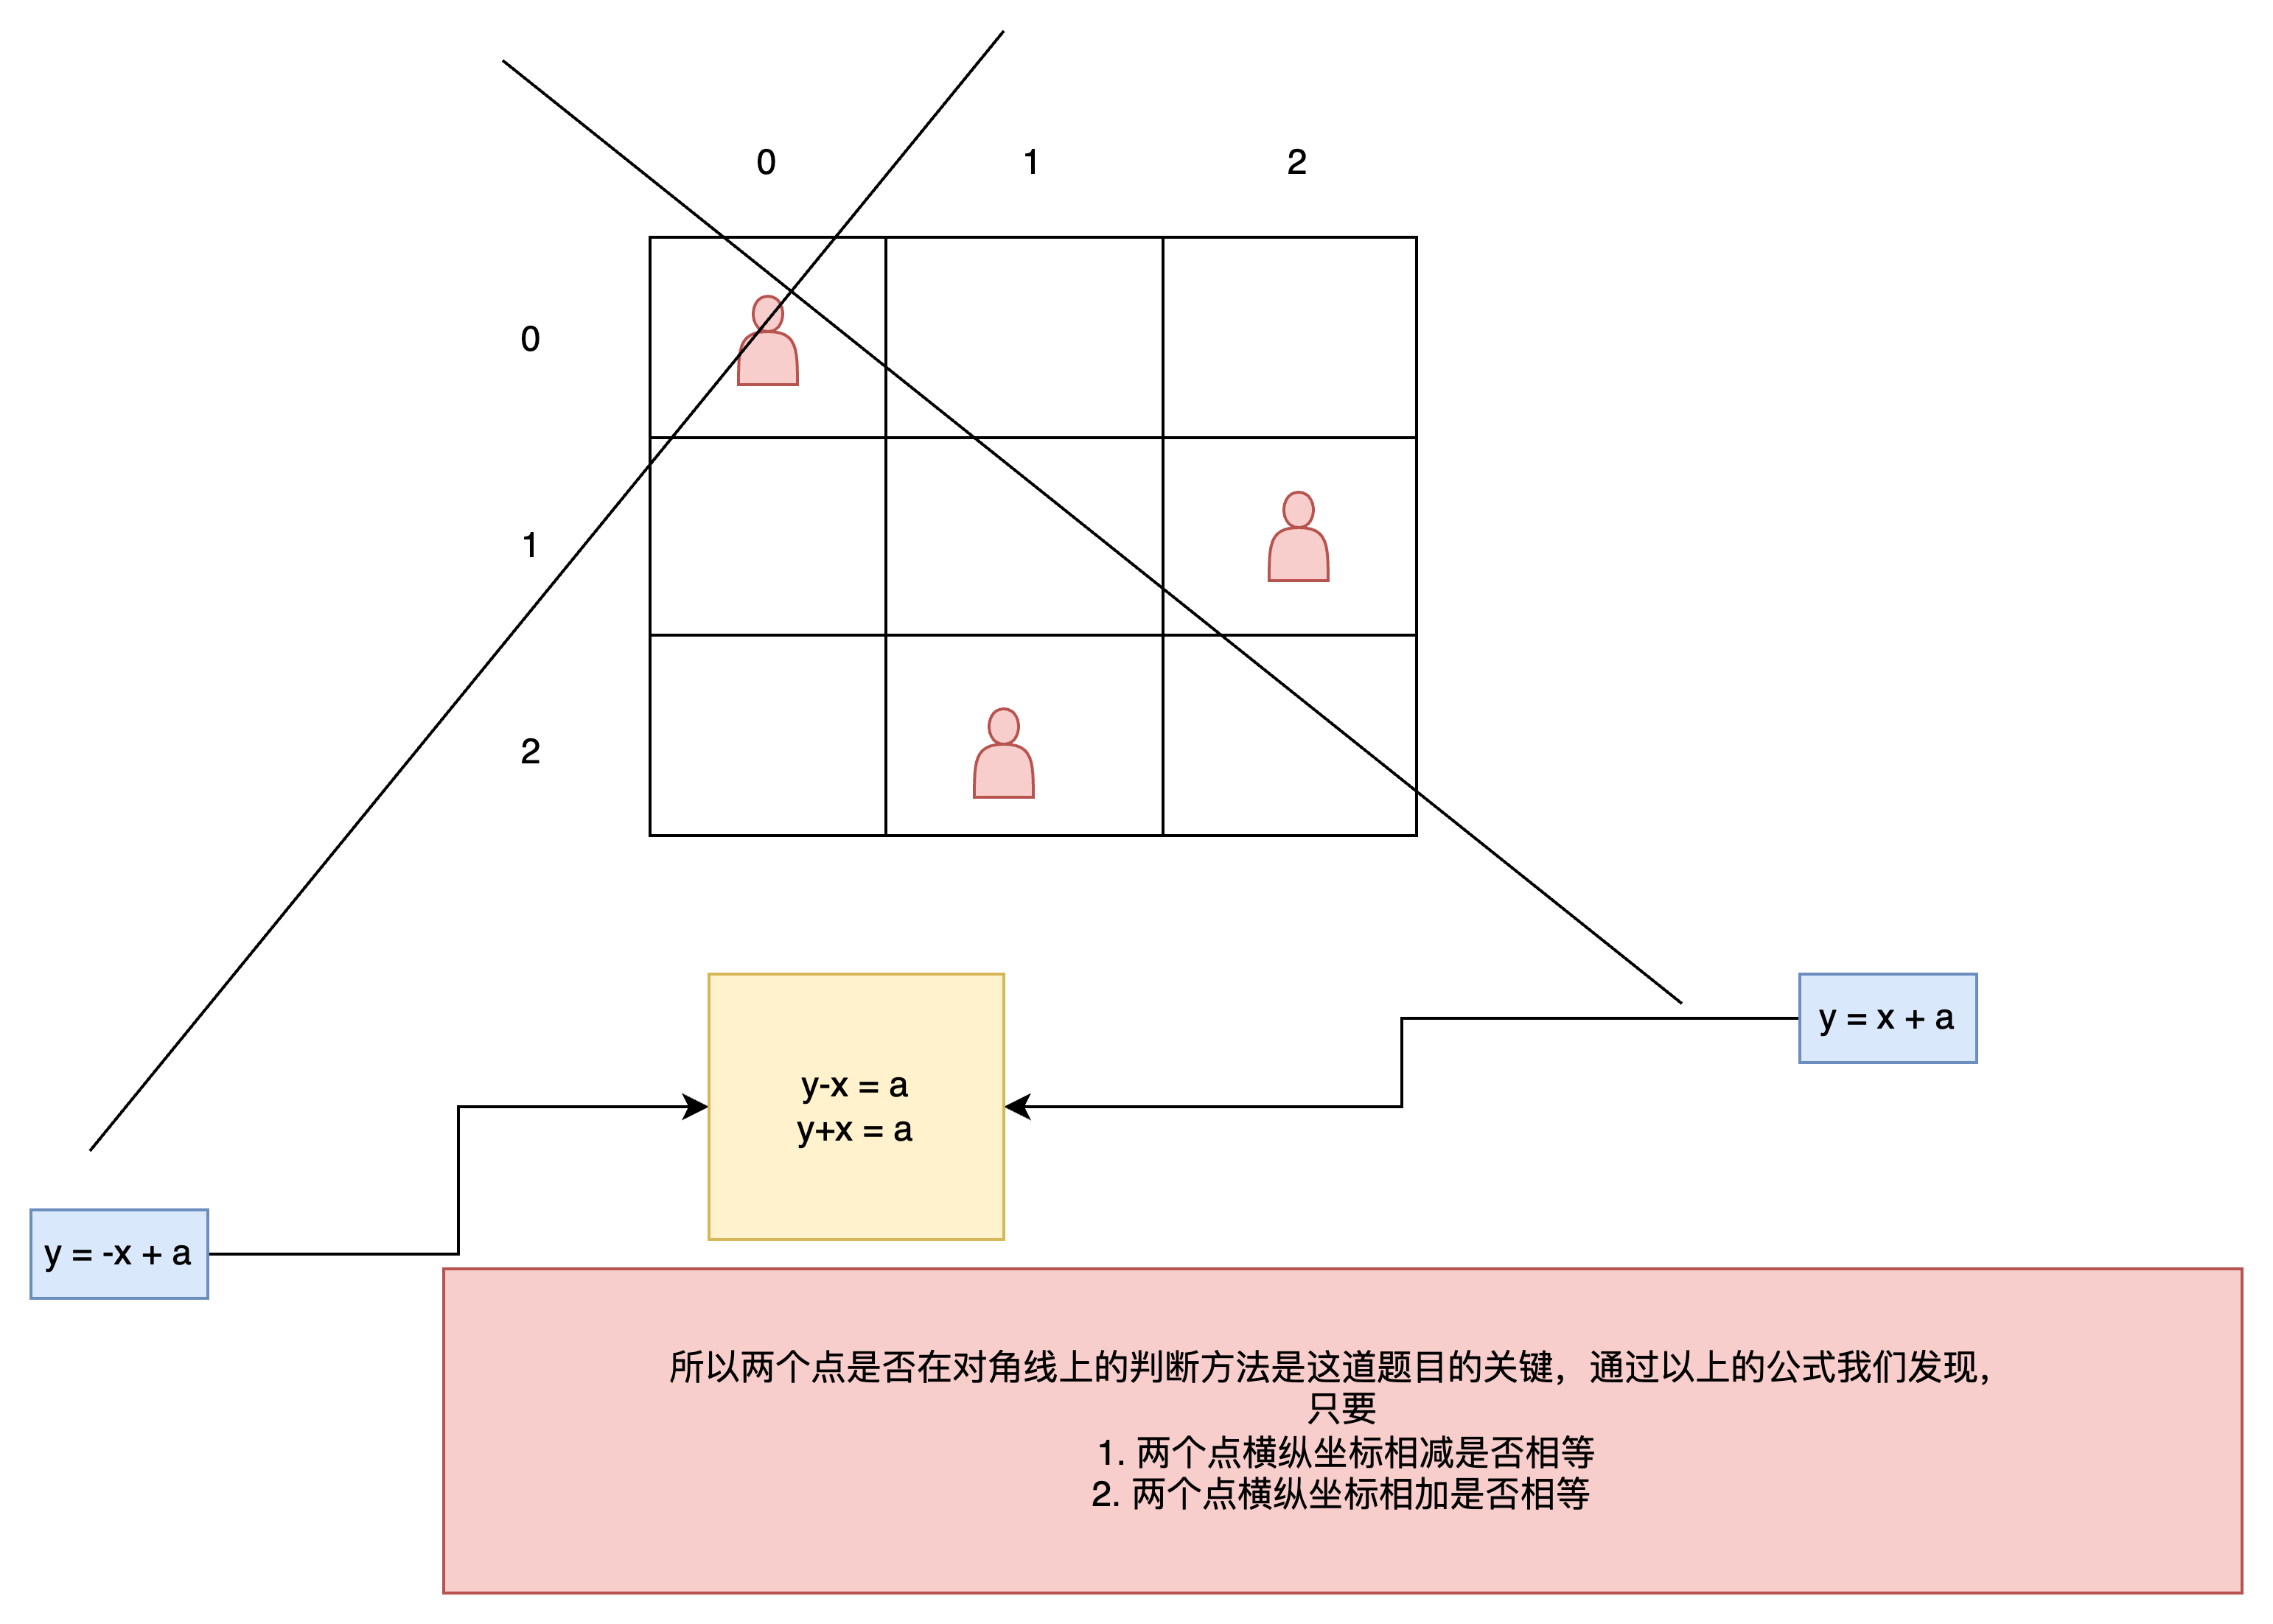 0
1
2
0
1
2
y = x + a
y-x = a
y+x = a
y = -x + a
所以两个点是否在对角线上的判断方法是这道题目的关键，通过以上的公式我们发现，
只要
1. 两个点横纵坐标相减是否相等
2. 两个点横纵坐标相加是否相等